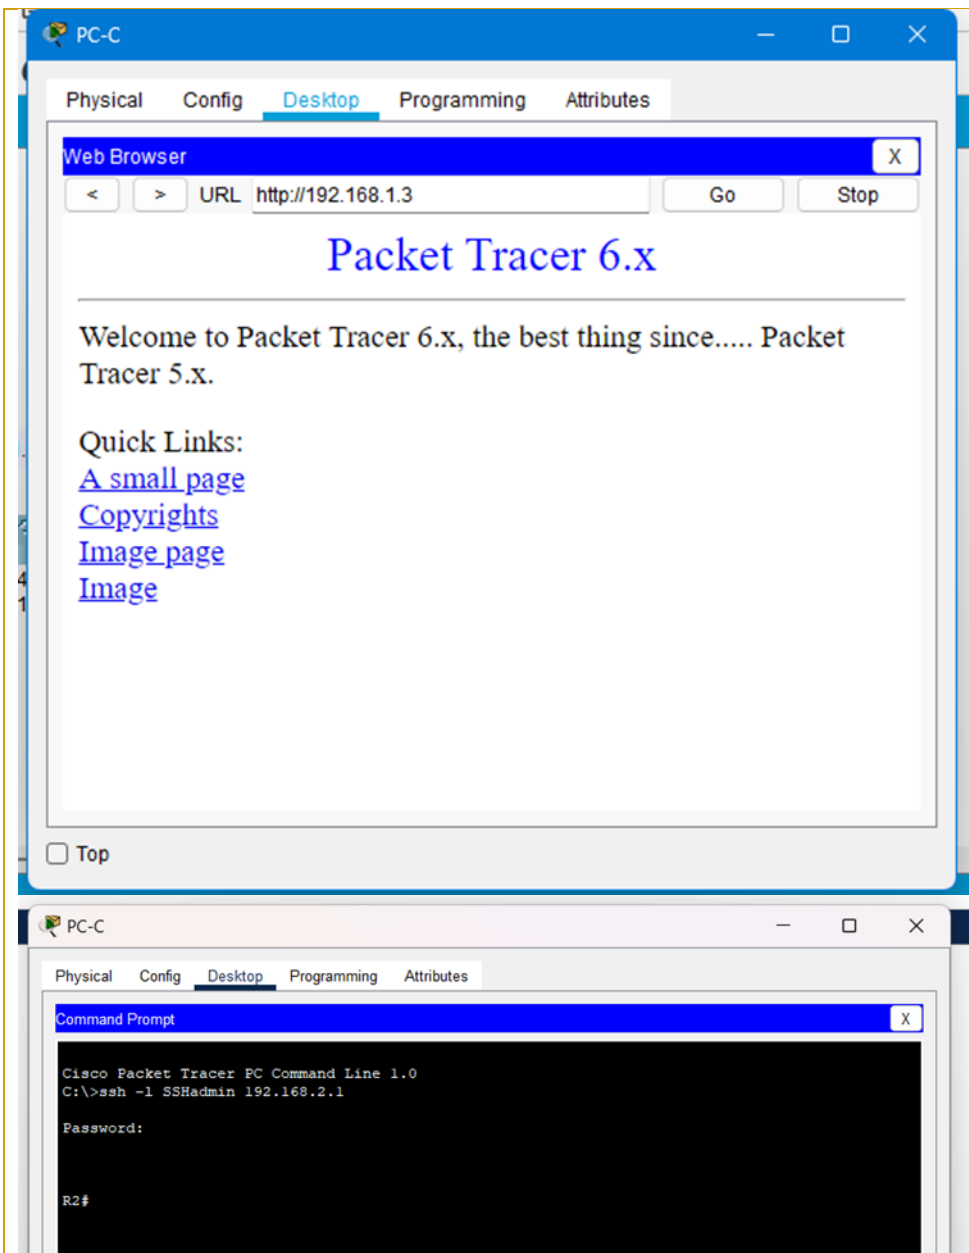 PC-C
Physical Config Desktop Programming Attributes
Web Browser X
< > URL http://192.168.1.3 Go Stop
Packet Tracer 6.x
Welcome to Packet Tracer 6.x, the best thing since..... Packet
Tracer 5.x.
Quick Links:
A small page
Copyrights
Image page
Image
4
1
Top
PC-C
Physical Config Desktop Programming Attributes
Command Prompt X
Cisco Packet Tracer PC Command Line 1.0
C:\>ssh -l SSHadmin 192.168.2.1
Password:
R2#